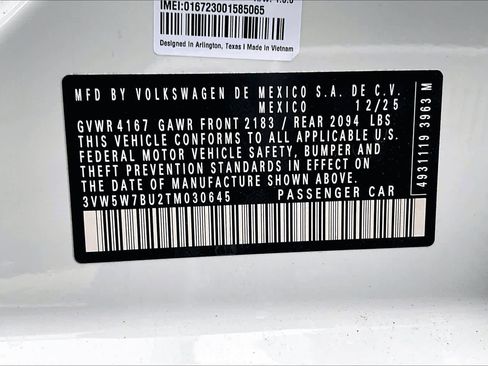 IMEI:016723001585065
Designed in Arlington, Texas I Made in Vietnam
MFD BY VOLKSWAGEN DE MEXICO S.A. DE C.V.
MEXICO 12/25
GVWR 4167 GAWR FRONT 2183 / REAR 2094 LBS
THIS VEHICLE CONFORMS TO ALL APPLICABLE U.S.
FEDERAL MOTOR VEHICLE SAFETY, BUMPER AND
THEFT PREVENTION STANDARDS IN EFFECT ON THE
DATE OF MANUFACTURE SHOWN ABOVE.
3VW5W7BU2TM030645 PASSENGER CAR
4931119 3963 M